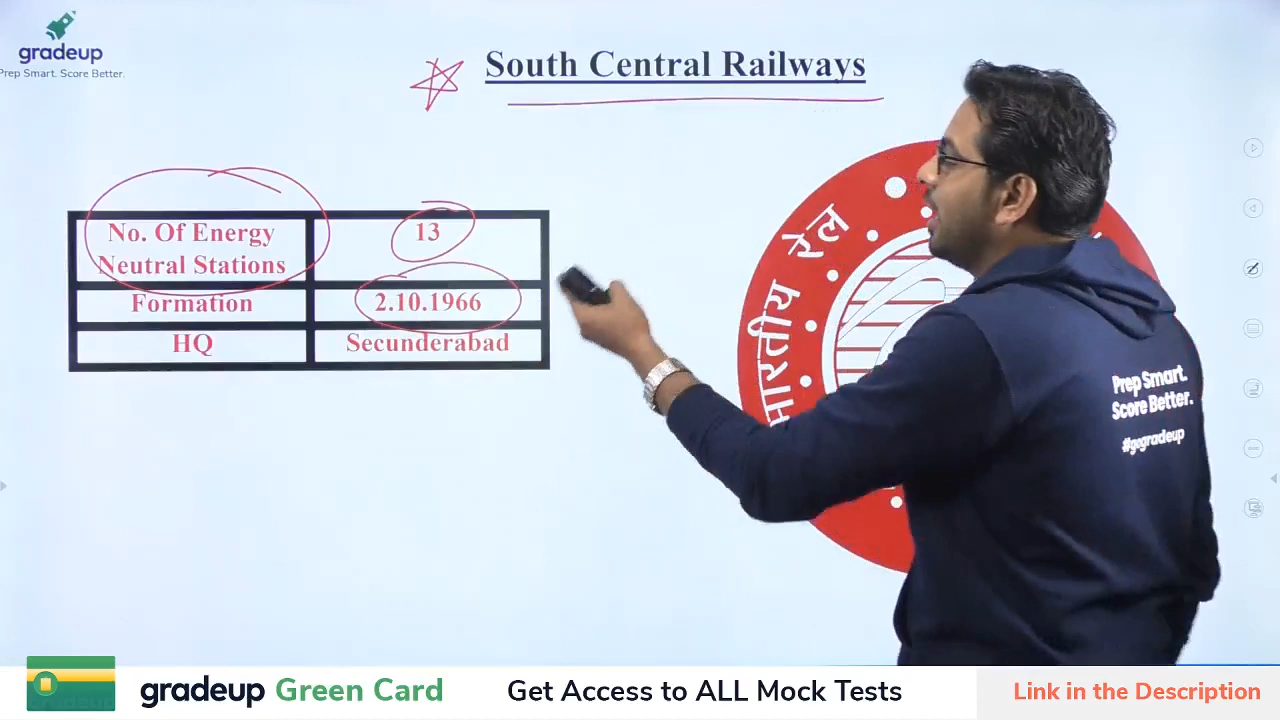 gradeup
Prep Smart. Score Better.
South Central Railways
No. Of Energy
Neutral Stations
13
Formation
2.10.1966
HQ
Secunderabad
भारतीय रेल
Prep Smart.
Score Better.
#gogradeup
gradeup Green Card
Get Access to ALL Mock Tests
Link in the Description